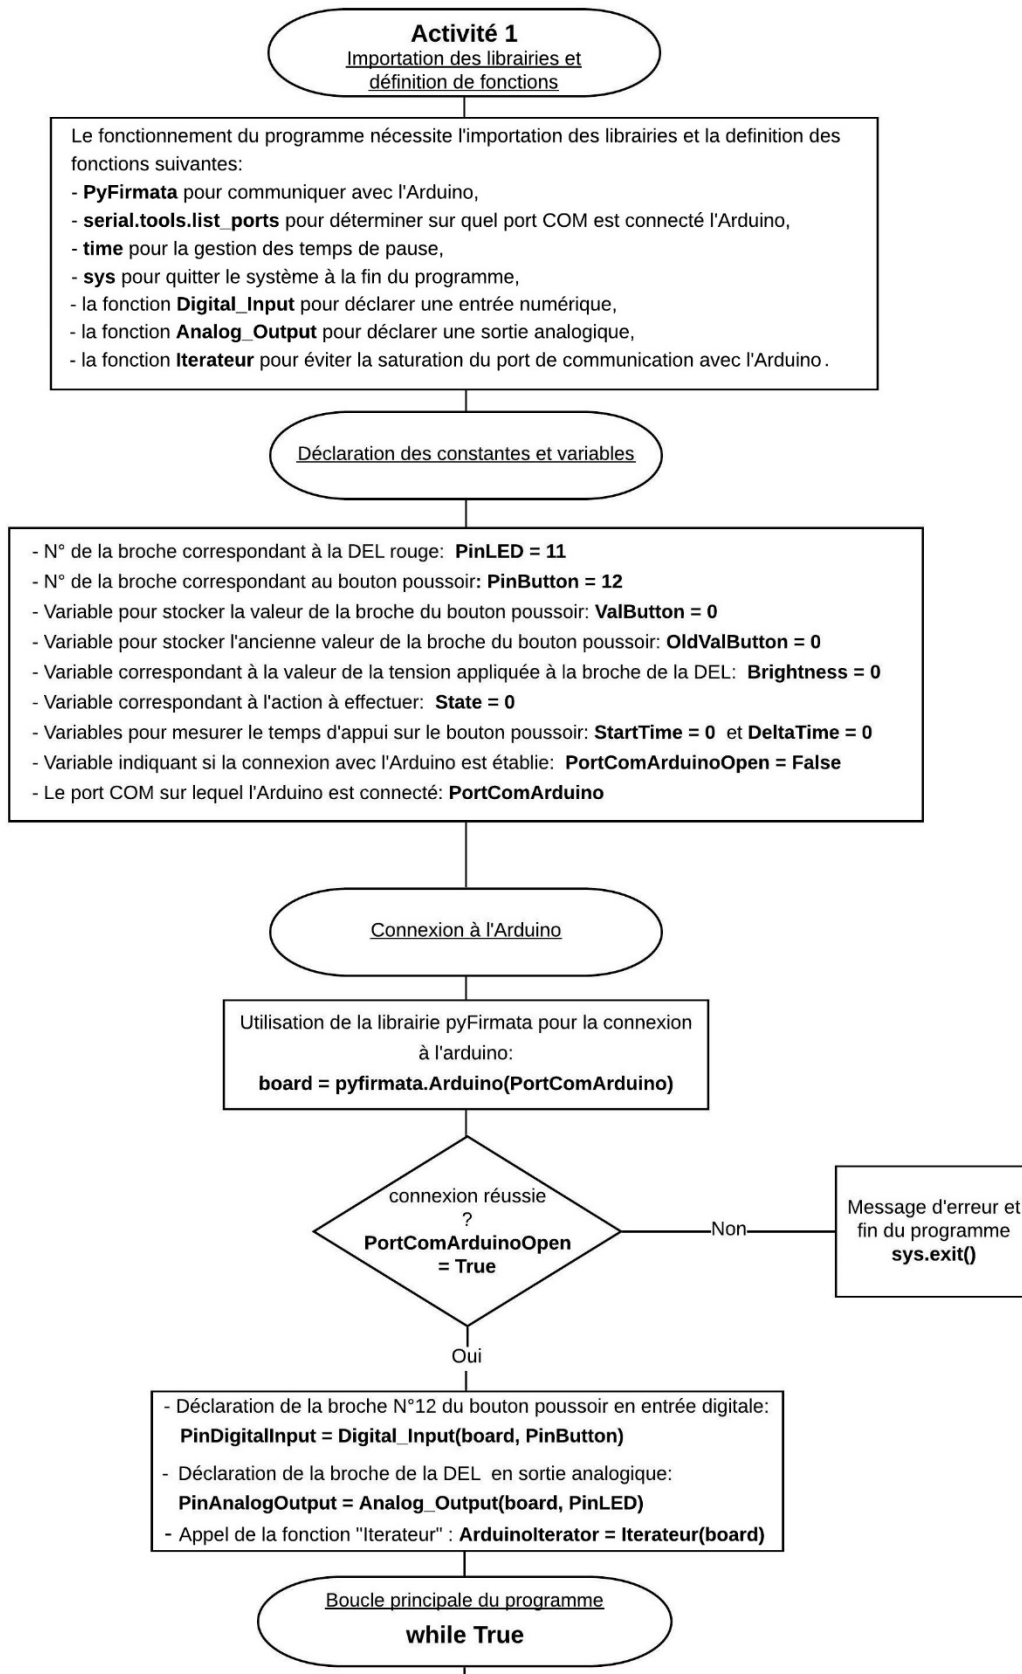 Activité 1
Importation des librairies et
définition de fonctions
Le fonctionnement du programme nécessite l'importation des librairies et la definition des
fonctions suivantes:
- PyFirmata pour communiquer avec l'Arduino,
- serial.tools.list_ports pour déterminer sur quel port COM est connecté l'Arduino,
- time pour la gestion des temps de pause,
- sys pour quitter le système à la fin du programme,
- la fonction Digital_Input pour déclarer une entrée numérique,
- la fonction Analog_Output pour déclarer une sortie analogique,
- la fonction Iterateur pour éviter la saturation du port de communication avec l'Arduino .
Déclaration des constantes et variables
- N° de la broche correspondant à la DEL rouge: PinLED = 11
- N° de la broche correspondant au bouton poussoir: PinButton = 12
- Variable pour stocker la valeur de la broche du bouton poussoir: ValButton = 0
- Variable pour stocker l'ancienne valeur de la broche du bouton poussoir: OldValButton = 0
- Variable correspondant à la valeur de la tension appliquée à la broche de la DEL: Brightness = 0
- Variable correspondant à l'action à effectuer: State = 0
- Variables pour mesurer le temps d'appui sur le bouton poussoir: StartTime = 0 et DeltaTime = 0
- Variable indiquant si la connexion avec l'Arduino est établie: PortComArduinoOpen = False
- Le port COM sur lequel l'Arduino est connecté: PortComArduino
Connexion à l'Arduino
Utilisation de la librairie pyFirmata pour la connexion
à l'arduino:
board = pyfirmata.Arduino(PortComArduino)
connexion réussie
?
PortComArduinoOpen
= True
Non
Message d'erreur et
fin du programme
sys.exit()
Oui
- Déclaration de la broche N°12 du bouton poussoir en entrée digitale:
PinDigitalInput = Digital_Input(board, PinButton)
- Déclaration de la broche de la DEL en sortie analogique:
PinAnalogOutput = Analog_Output(board, PinLED)
- Appel de la fonction "Iterateur" : ArduinoIterator = Iterateur(board)
Boucle principale du programme
while True